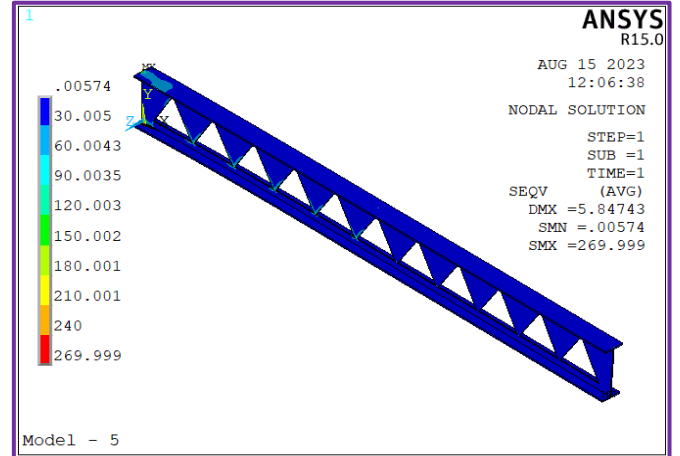 1
ANSYS
R15.0
AUG 15 2023
12:06:38
NODAL SOLUTION
STEP=1
SUB =1
TIME=1
SEQV (AVG)
DMX =5.84743
SMN =.00574
SMX =269.999
.00574
30.005
60.0043
90.0035
120.003
150.002
180.001
210.001
240
269.999
MX
Y
Z
X
Model - 5